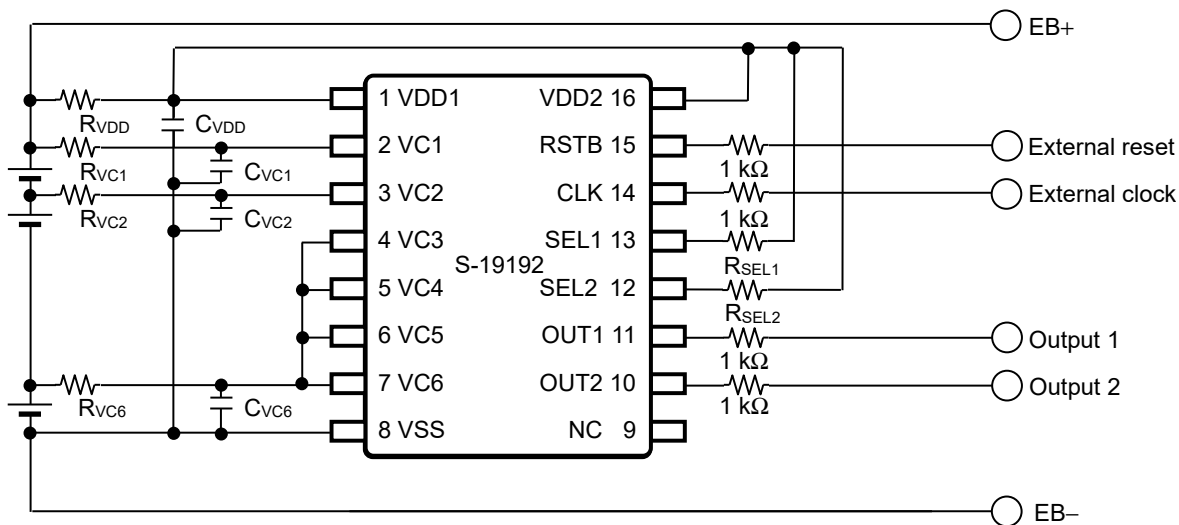 EB+
1 VDD1
VDD2 16
RVDD
CVDD
2 VC1
RSTB 15
External reset
RVC1
CVC1
1 kΩ
3 VC2
CLK 14
External clock
RVC2
CVC2
1 kΩ
4 VC3
SEL1 13
S-19192
RSEL1
5 VC4
SEL2 12
RSEL2
6 VC5
OUT1 11
Output 1
1 kΩ
7 VC6
OUT2 10
Output 2
RVC6
CVC6
1 kΩ
8 VSS
NC 9
EB−